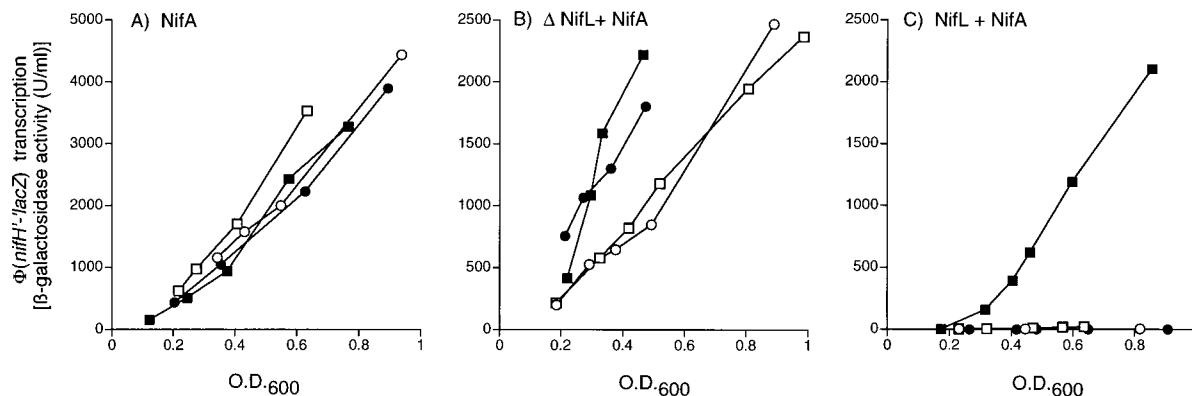 A) NifA
B) Δ NifL+ NifA
C) NifL + NifA
Φ(nifH'-'lacZ) transcription
[ß-galactosidase activity (U/ml)]
5000
4000
3000
2000
1000
0
0 0.2 0.4 0.6 0.8 1
O.D.600
2500
2000
1500
1000
500
0
0 0.2 0.4 0.6 0.8 1
O.D.600
2500
2000
1500
1000
500
0
0 0.2 0.4 0.6 0.8 1
O.D.600